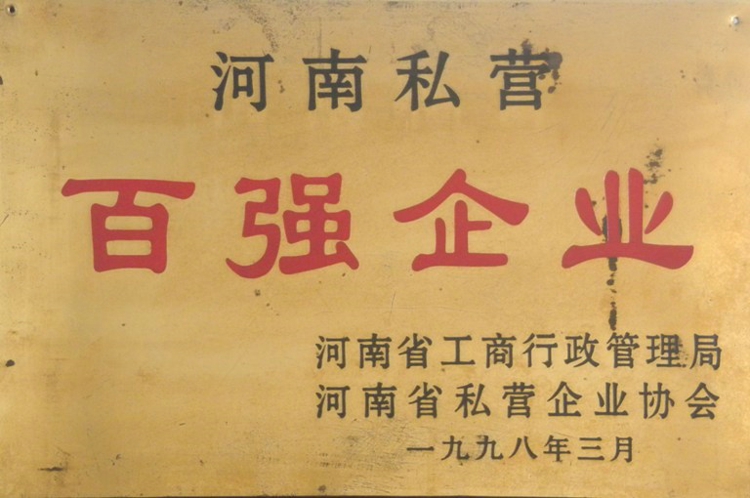 河南私营
百强企业
河南省工商行政管理局
河南省私营企业协会
一九九八年三月